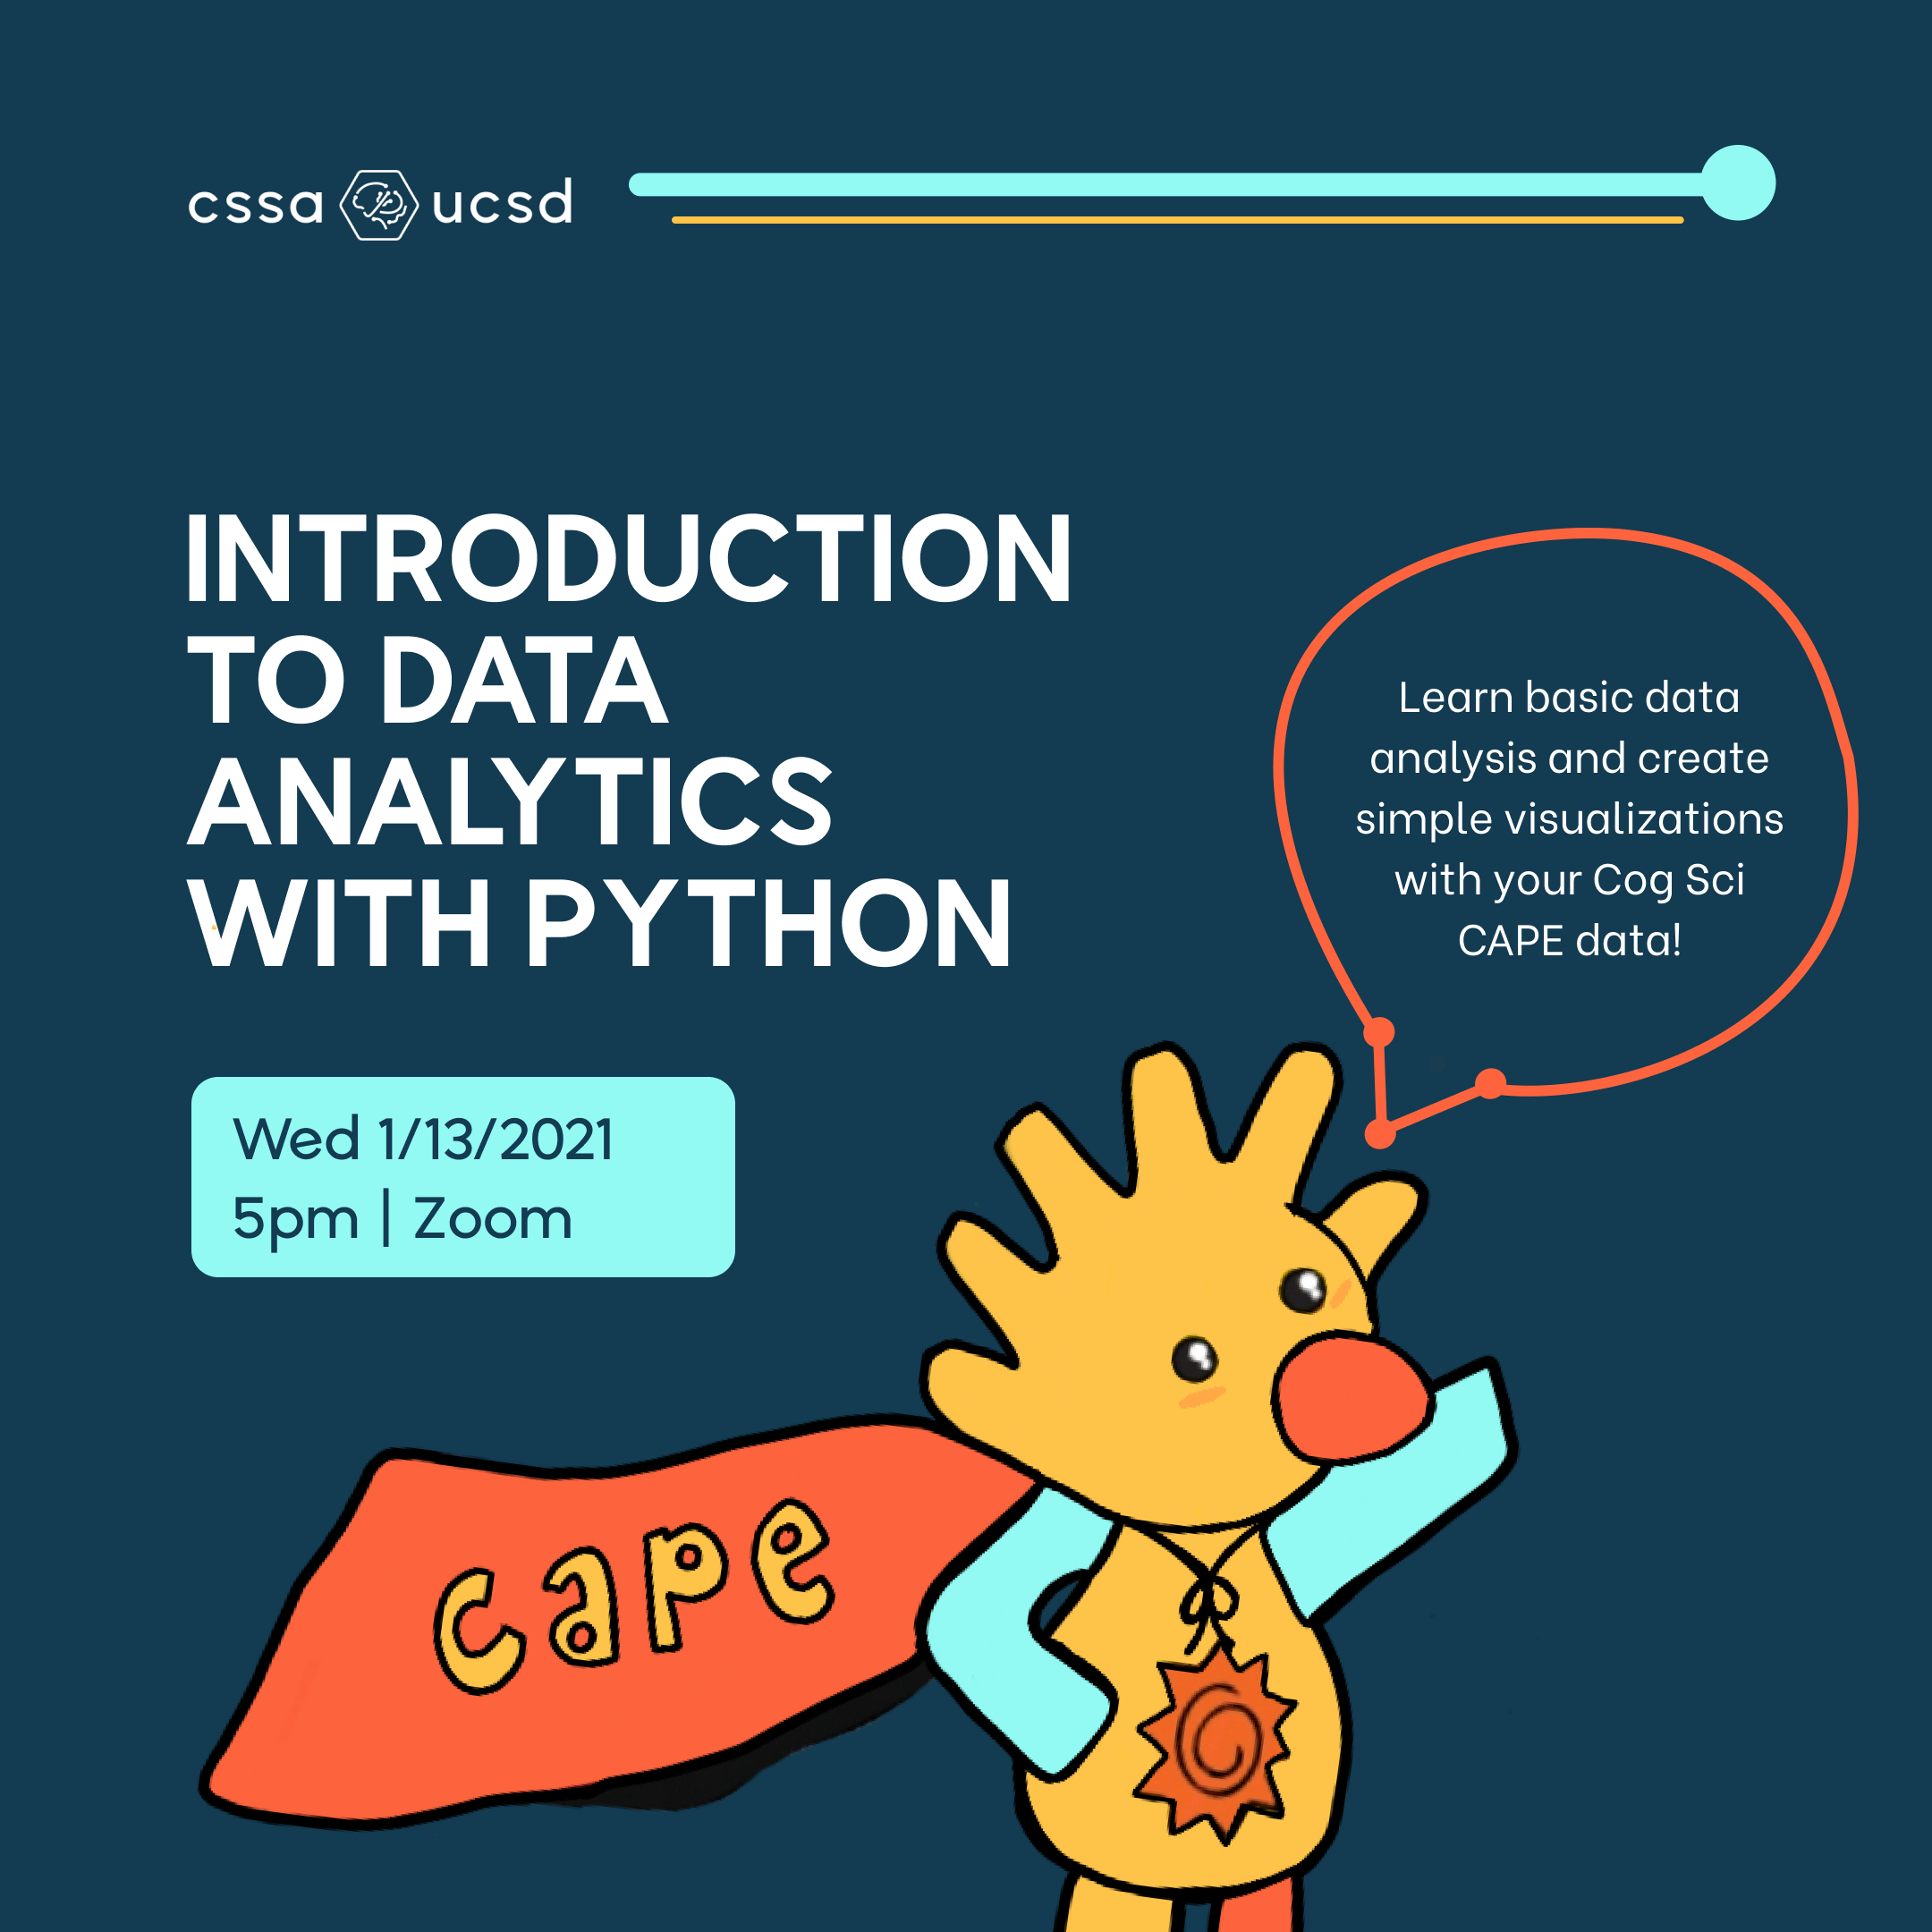 cssa ucsd
INTRODUCTION
TO DATA
ANALYTICS
WITH PYTHON
Learn basic data
analysis and create
simple visualizations
with your Cog Sci
CAPE data!
Wed 1/13/2021
5pm | Zoom
cape